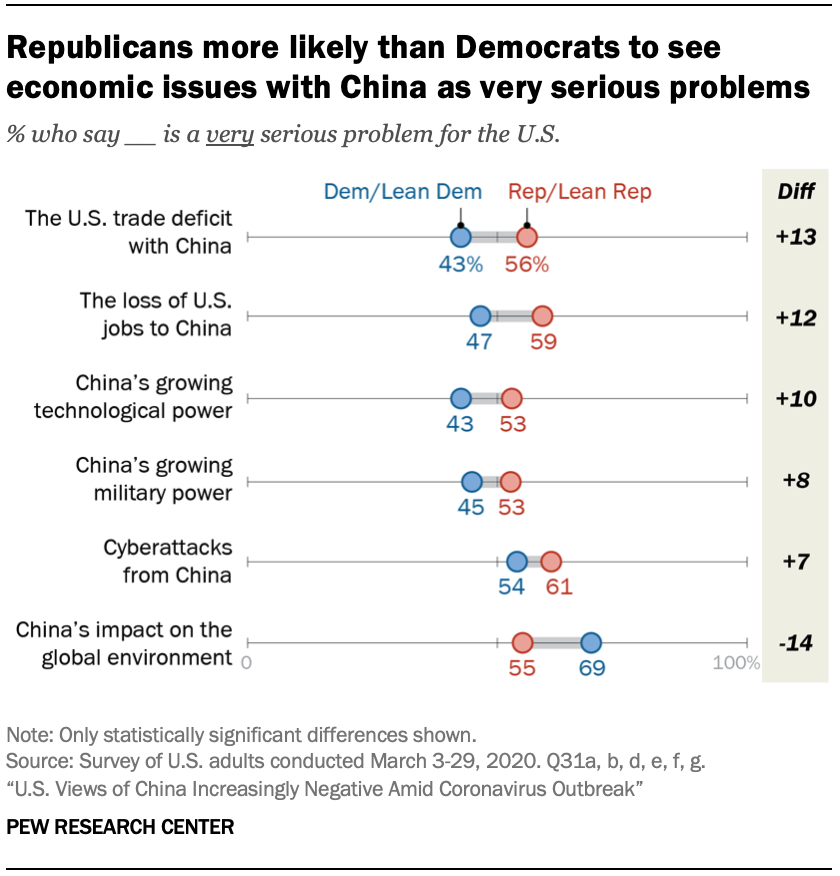 Republicans more likely than Democrats to see
economic issues with China as very serious problems
% who say __ is a very serious problem for the U.S.
Dem/Lean Dem Rep/Lean Rep Diff
The U.S. trade deficit
with China
43% 56% +13
The loss of U.S.
jobs to China
47 59 +12
China's growing
technological power
43 53 +10
China's growing
military power
45 53 +8
Cyberattacks
from China
54 61 +7
China's impact on the
global environment
0 55 69 100% -14
Note: Only statistically significant differences shown.
Source: Survey of U.S. adults conducted March 3-29, 2020. Q31a, b, d, e, f, g.
“U.S. Views of China Increasingly Negative Amid Coronavirus Outbreak”
PEW RESEARCH CENTER